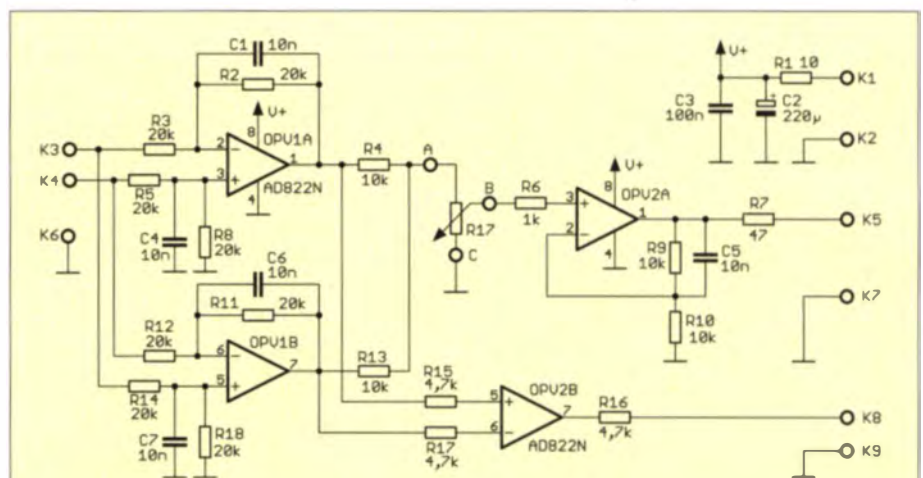 C1 10n
R2 20k
U+
R3
20k
OPV1A
K3
2
−
8
1
3
+
4
AD822N
K4
R5
20k
C4
10n
R8
20k
K6
R4
10k
A
B
R17
C
R6
1k
U+
8
OPV2A
3
+
1
2
−
4
R7
47
K5
R9
10k
C5
10n
R10
10k
K7
U+
R1 10
K1
C3
100n
+
C2
220µ
K2
C6
10n
R11
20k
R12
20k
OPV1B
6
−
7
5
+
R14
20k
C7
10n
R18
20k
R13
10k
R15
4,7k
R17
4,7k
OPV2B
5
+
7
6
−
AD822N
R16
4,7k
K8
K9